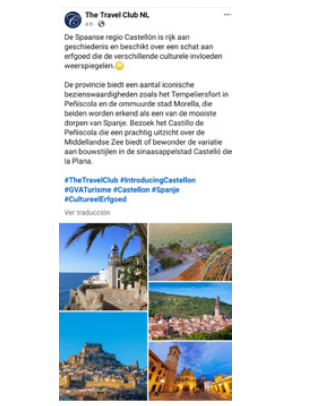 The Travel Club NL
4 h
De Spaanse regio Castellón is rijk aan
geschiedenis en beschikt over een schat aan
erfgoed die de verschillende culturele invloeden
weerspiegelen.
De provincie biedt een aantal iconische
bezienswaardigheden zoals het Tempeliersfort in
Peñíscola en de ommuurde stad Morella, die
beiden worden erkend als een van de mooiste
dorpen van Spanje. Bezoek het Castillo de
Peñíscola die een prachtig uitzicht over de
Middellandse Zee biedt of bewonder de variatie
aan bouwstijlen in de sinaasappelstad Castelló de
la Plana.
#TheTravelClub #IntroducingCastellon
#GVATurisme #Castellon #Spanje
#CultureelErfgoed
Ver traducción